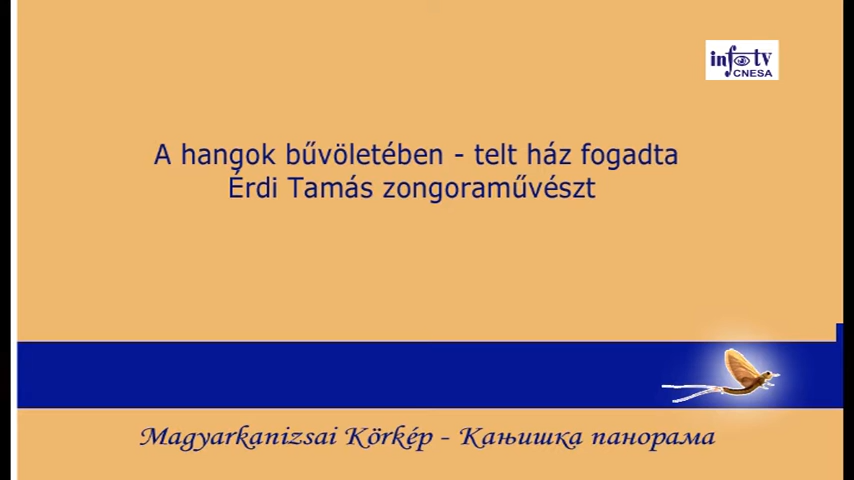 info tv
CNESA
A hangok bűvöletében - telt ház fogadta
Érdi Tamás zongoraművészt
Magyarkanizsai Körkép - Кањишка панорама